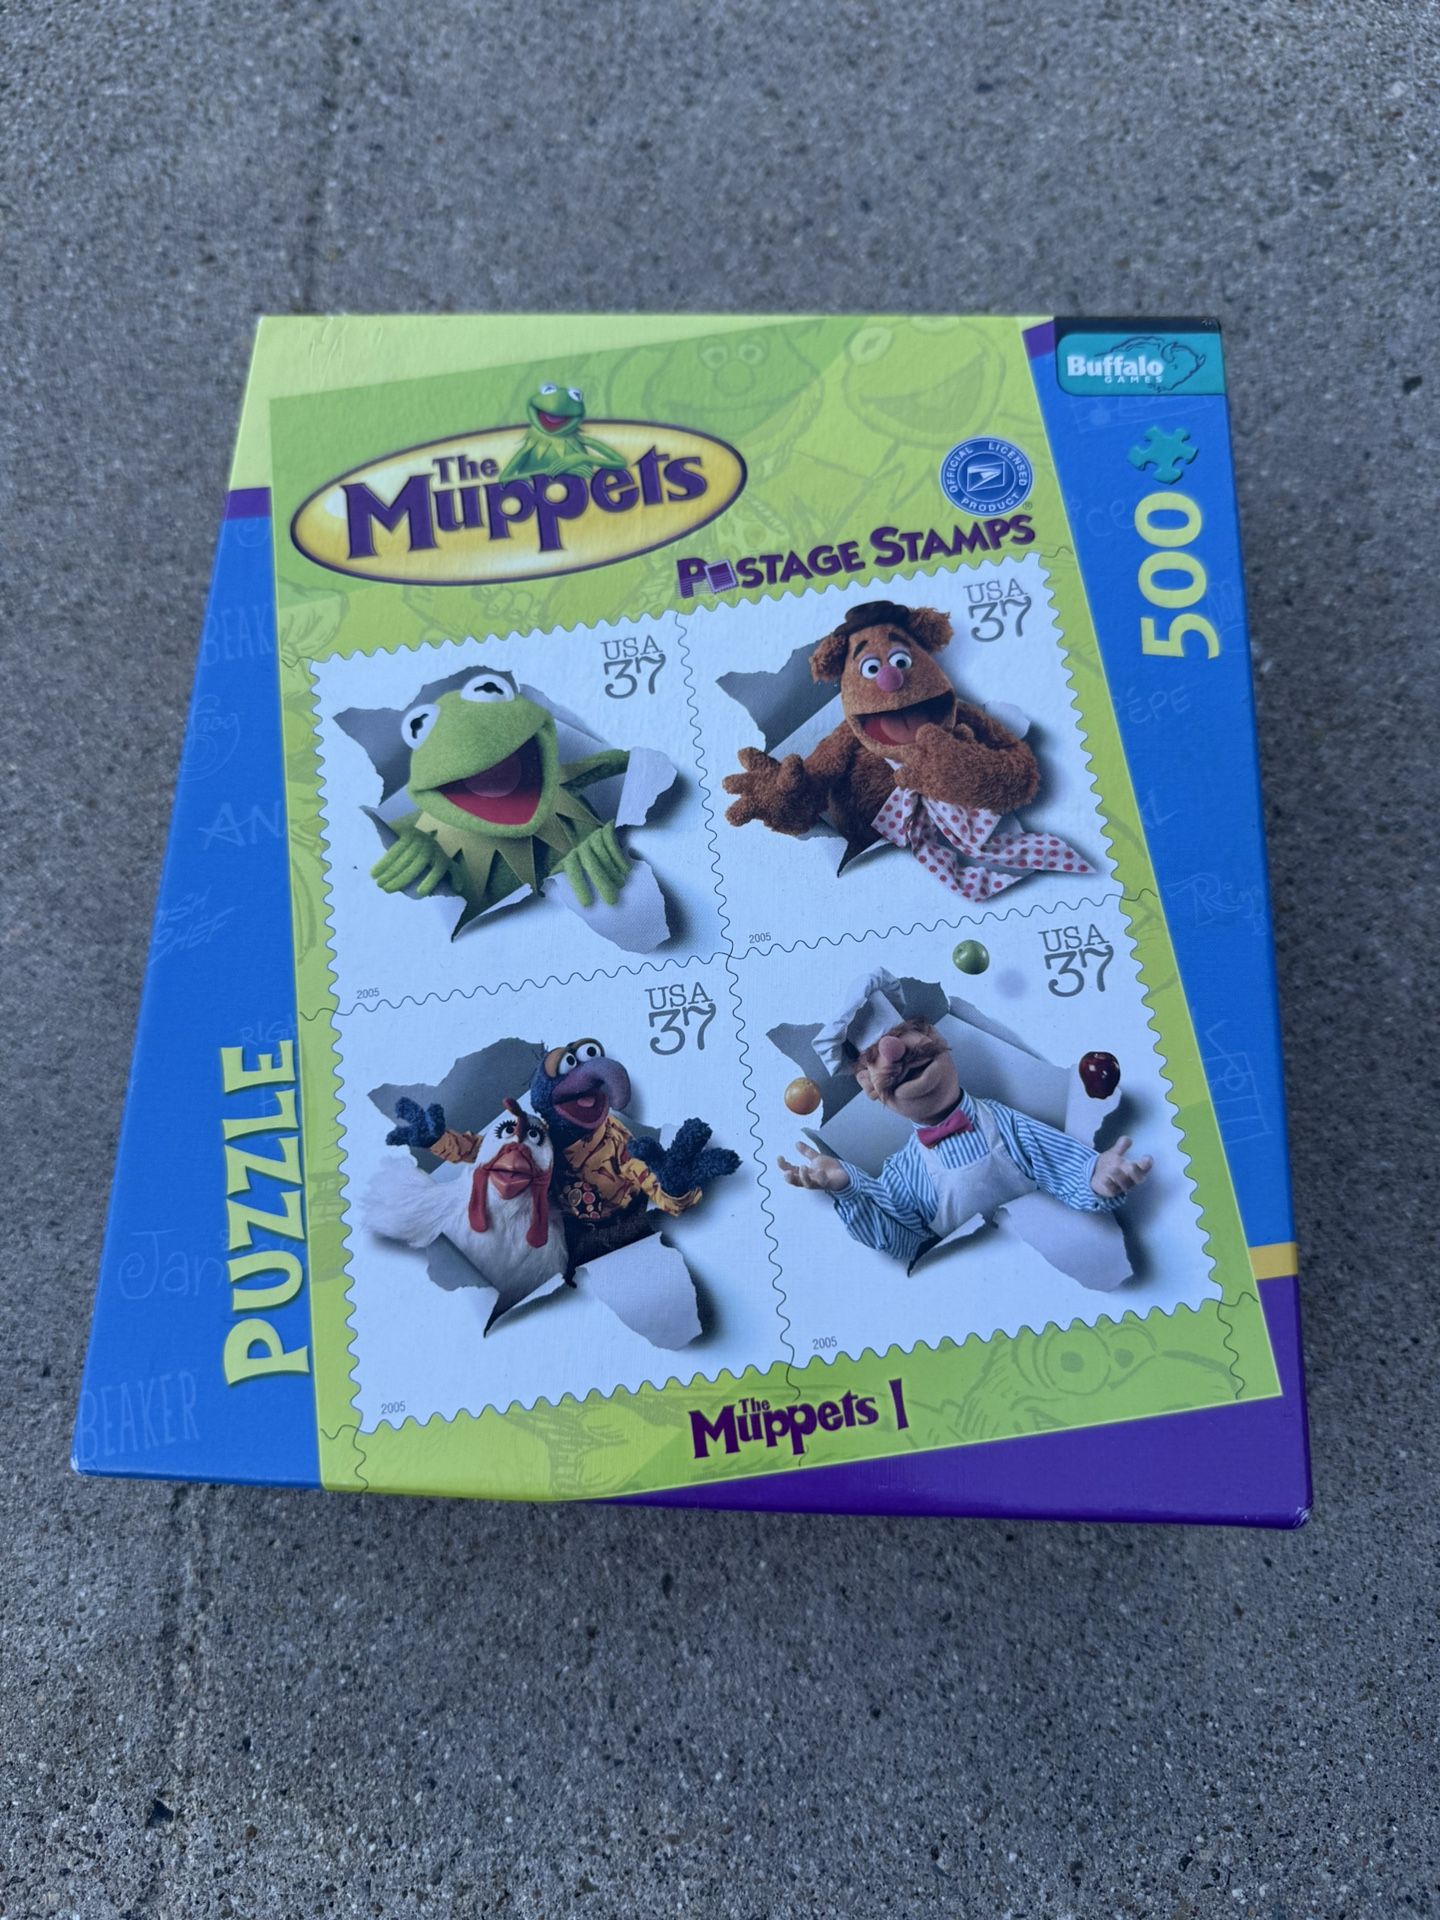 Buffalo
GAMES
The
Muppets
OFFICIAL LICENSED PRODUCT
®
POSTAGE STAMPS
500
PUZZLE
USA
37
2005
USA
37
2005
USA
37
2005
USA
37
2005
The
Muppets I
BEAKER